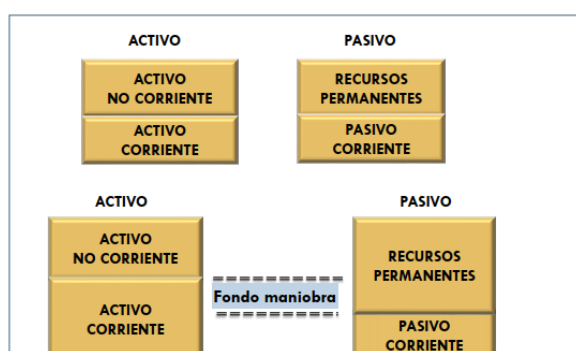 ACTIVO
PASIVO
ACTIVO
NO CORRIENTE
RECURSOS
PERMANENTES
ACTIVO
CORRIENTE
PASIVO
CORRIENTE
ACTIVO
PASIVO
ACTIVO
NO CORRIENTE
RECURSOS
PERMANENTES
Fondo maniobra
ACTIVO
CORRIENTE
PASIVO
CORRIENTE